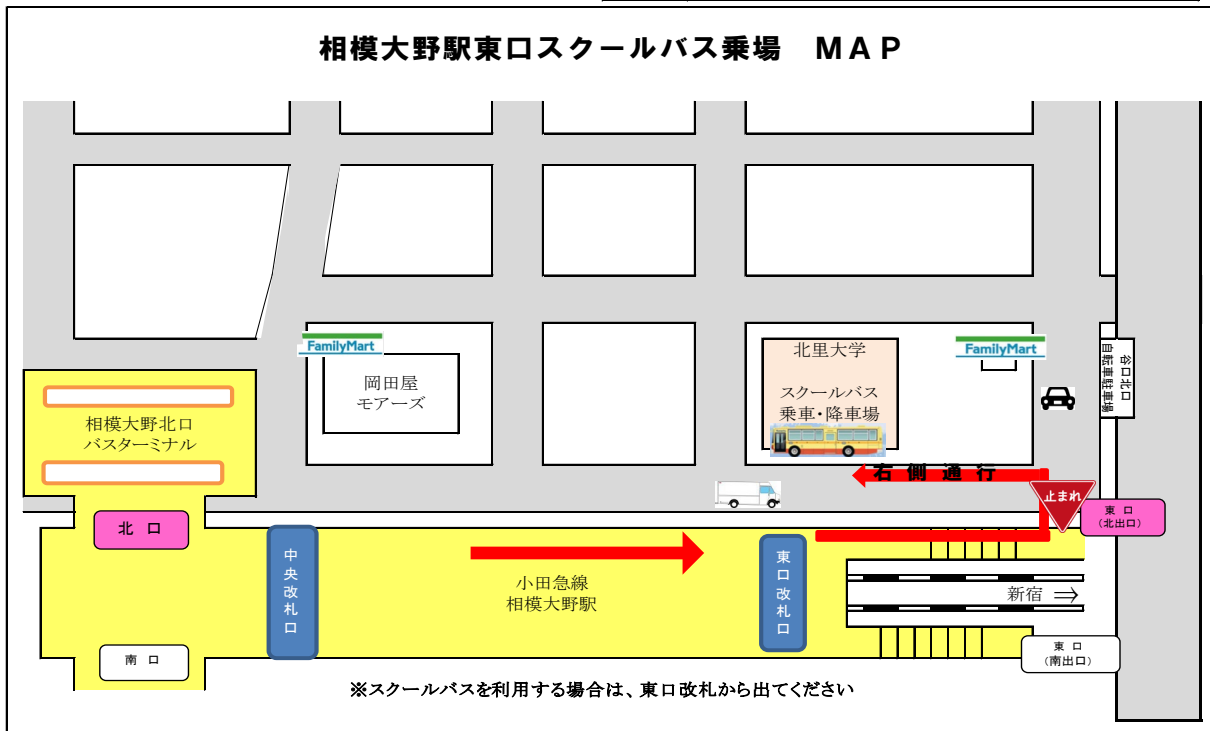 相模大野駅東口スクールバス乗場　ＭＡＰ
FamilyMart
岡田屋
モアーズ
北里大学
スクールバス
乗車・降車場
FamilyMart
谷口北口
自転車駐車場
相模大野北口
バスターミナル
右側通行
止まれ
東口
(北出口)
北口
中央改札口
小田急線
相模大野駅
東口改札口
新宿 ⇒
南口
東口
(南出口)
※スクールバスを利用する場合は、東口改札から出てください